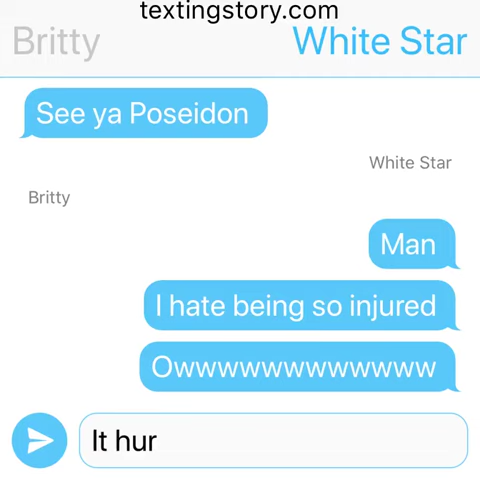 textingstory.com
Britty White Star
See ya Poseidon
White Star
Britty
Man
I hate being so injured
Owwwwwwwwwwwww
It hur